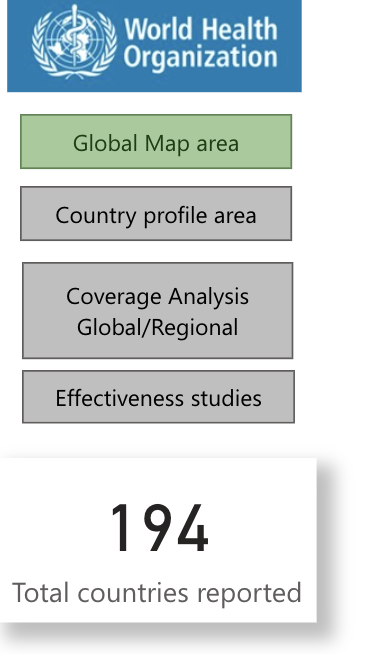 World Health
Organization
Global Map area
Country profile area
Coverage Analysis
Global/Regional
Effectiveness studies
194
Total countries reported